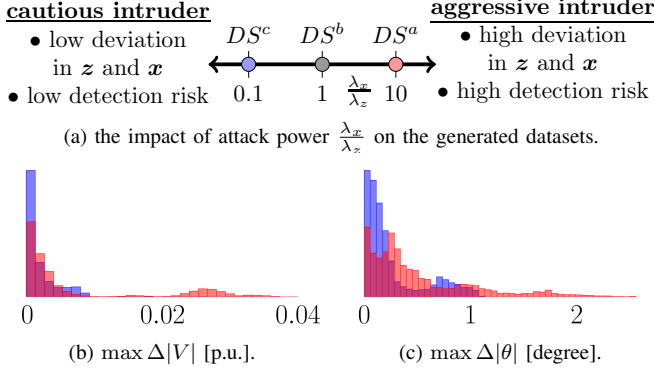 cautious intruder
• low deviation
in z and x
• low detection risk
DS^c DS^b DS^a
0.1 1 λ_x/λ_z 10
aggressive intruder
• high deviation
in z and x
• high detection risk
(a) the impact of attack power λ_x/λ_z on the generated datasets.
0 0.02 0.04
(b) max Δ|V| [p.u.].
0 1 2
(c) max Δ|θ| [degree].